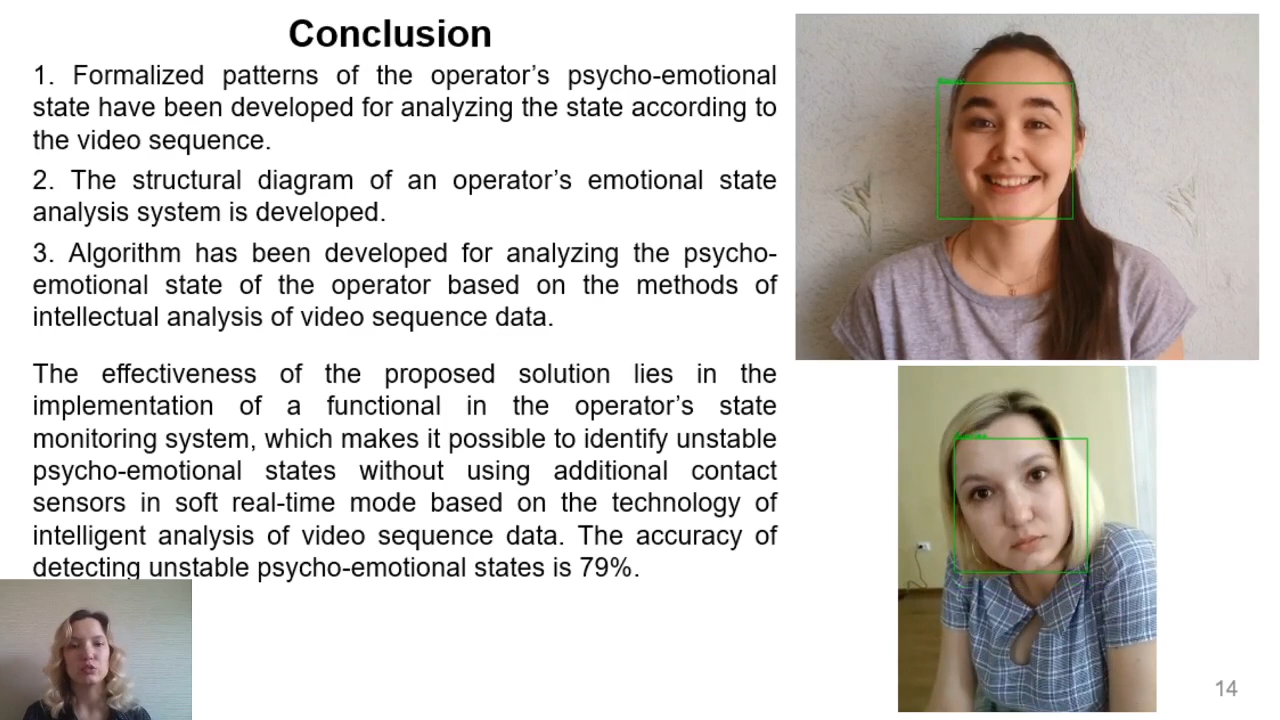 Conclusion
1. Formalized patterns of the operator's psycho-emotional
state have been developed for analyzing the state according to
the video sequence.
2. The structural diagram of an operator's emotional state
analysis system is developed.
3. Algorithm has been developed for analyzing the psycho-
emotional state of the operator based on the methods of
intellectual analysis of video sequence data.
The effectiveness of the proposed solution lies in the
implementation of a functional in the operator's state
monitoring system, which makes it possible to identify unstable
psycho-emotional states without using additional contact
sensors in soft real-time mode based on the technology of
intelligent analysis of video sequence data. The accuracy of
detecting unstable psycho-emotional states is 79%.
14